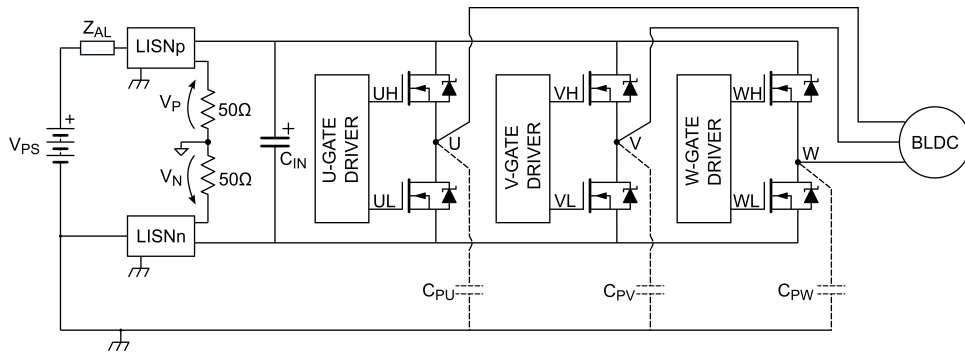 Z_AL
LISNp
V_P
50Ω
V_PS
+
V_N
50Ω
LISNn
+
C_IN
U-GATE
DRIVER
UH
UL
U
V-GATE
DRIVER
VH
VL
V
W-GATE
DRIVER
WH
WL
W
BLDC
C_PU
C_PV
C_PW